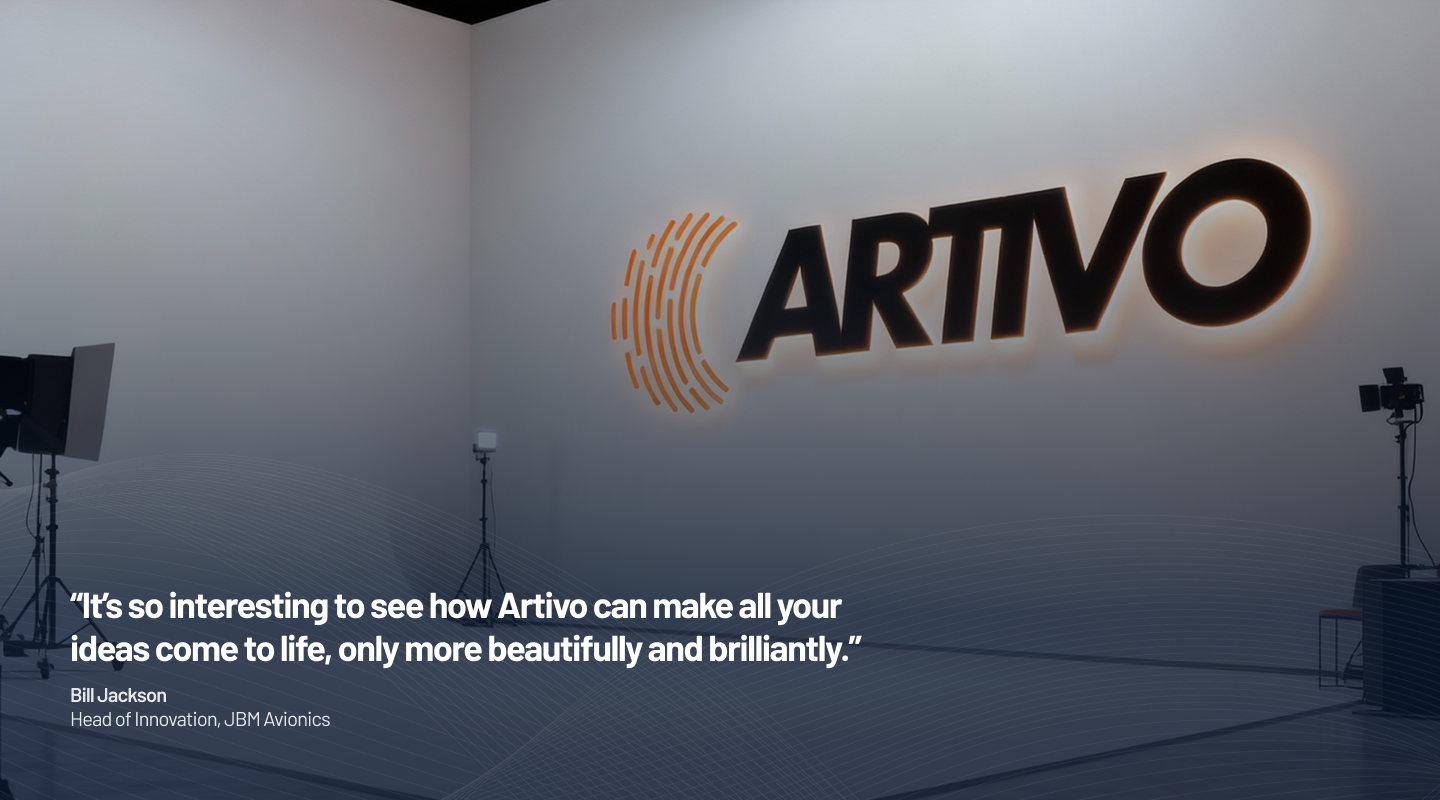 ARTIVO
“It’s so interesting to see how Artivo can make all your
ideas come to life, only more beautifully and brilliantly.”
Bill Jackson
Head of Innovation, JBM Avionics